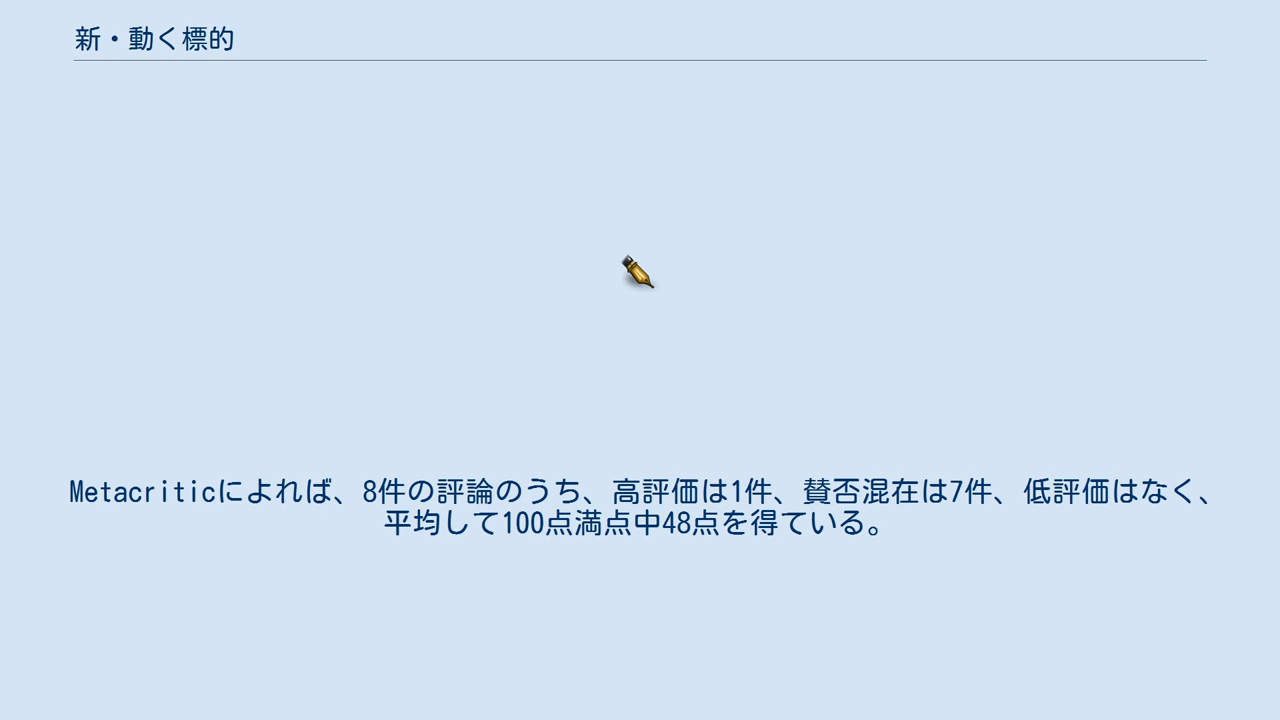 新・動く標的
Metacriticによれば、8件の評論のうち、高評価は1件、賛否混在は7件、低評価はなく、
平均して100点満点中48点を得ている。